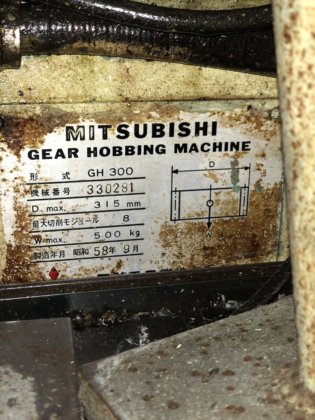 MITSUBISHI
GEAR HOBBING MACHINE
形式 GH 300
機械番号 330281
D. max. 315 mm
最大切削モジュール 8
W max. 500 kg
製造年月 昭和 58年 9月
D
W